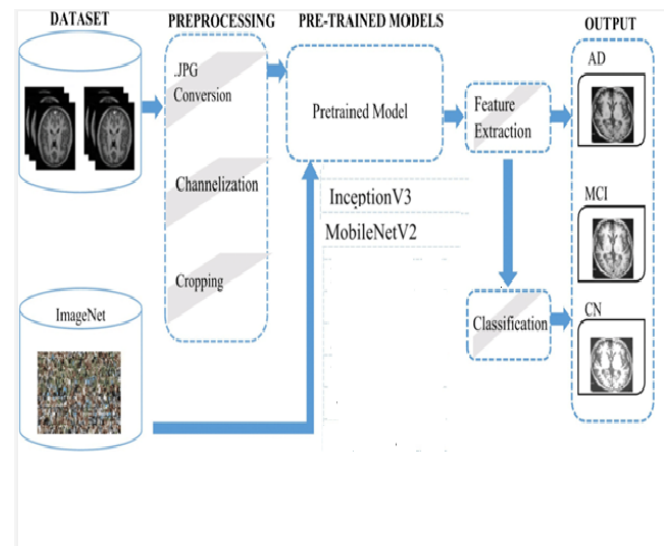 DATASET
PREPROCESSING
PRE-TRAINED MODELS
OUTPUT
.JPG
Conversion
Channelization
Cropping
ImageNet
Pretrained Model
InceptionV3
MobileNetV2
Feature
Extraction
Classification
AD
MCI
CN